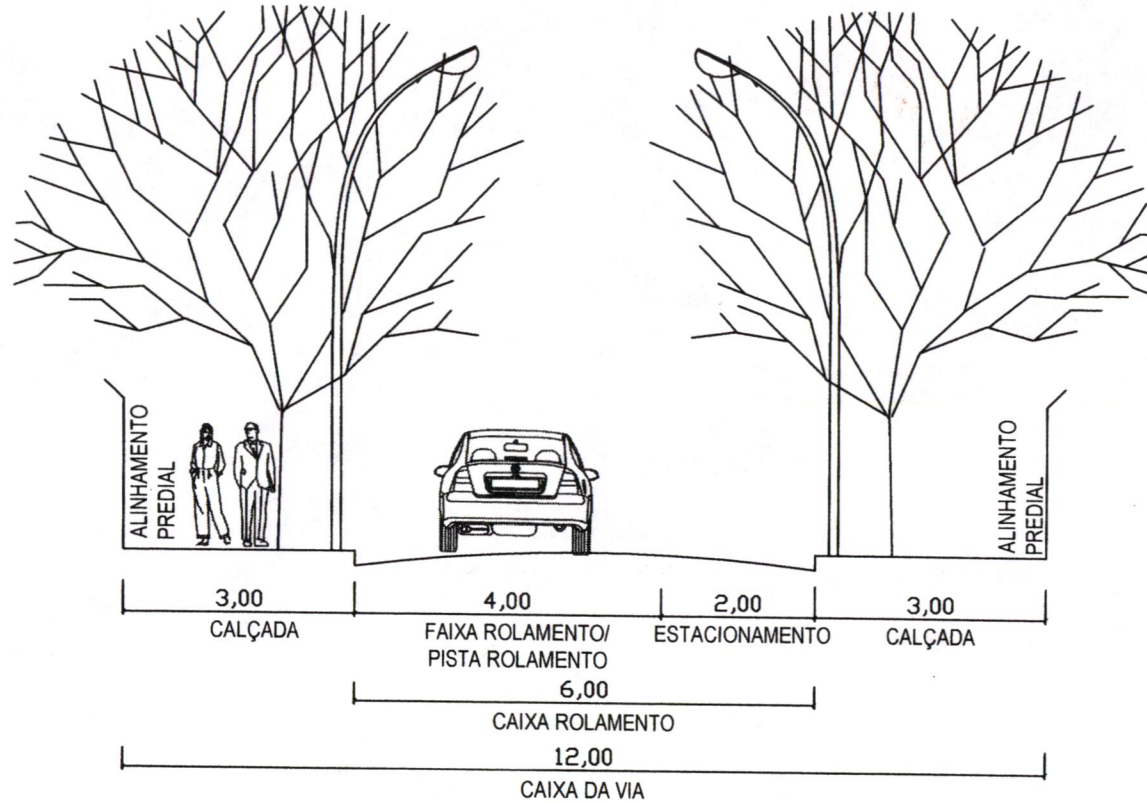 ALINHAMENTO
PREDIAL
ALINHAMENTO
PREDIAL
3,00
4,00
2,00
3,00
CALÇADA
FAIXA ROLAMENTO/
PISTA ROLAMENTO
ESTACIONAMENTO
CALÇADA
6,00
CAIXA ROLAMENTO
12,00
CAIXA DA VIA